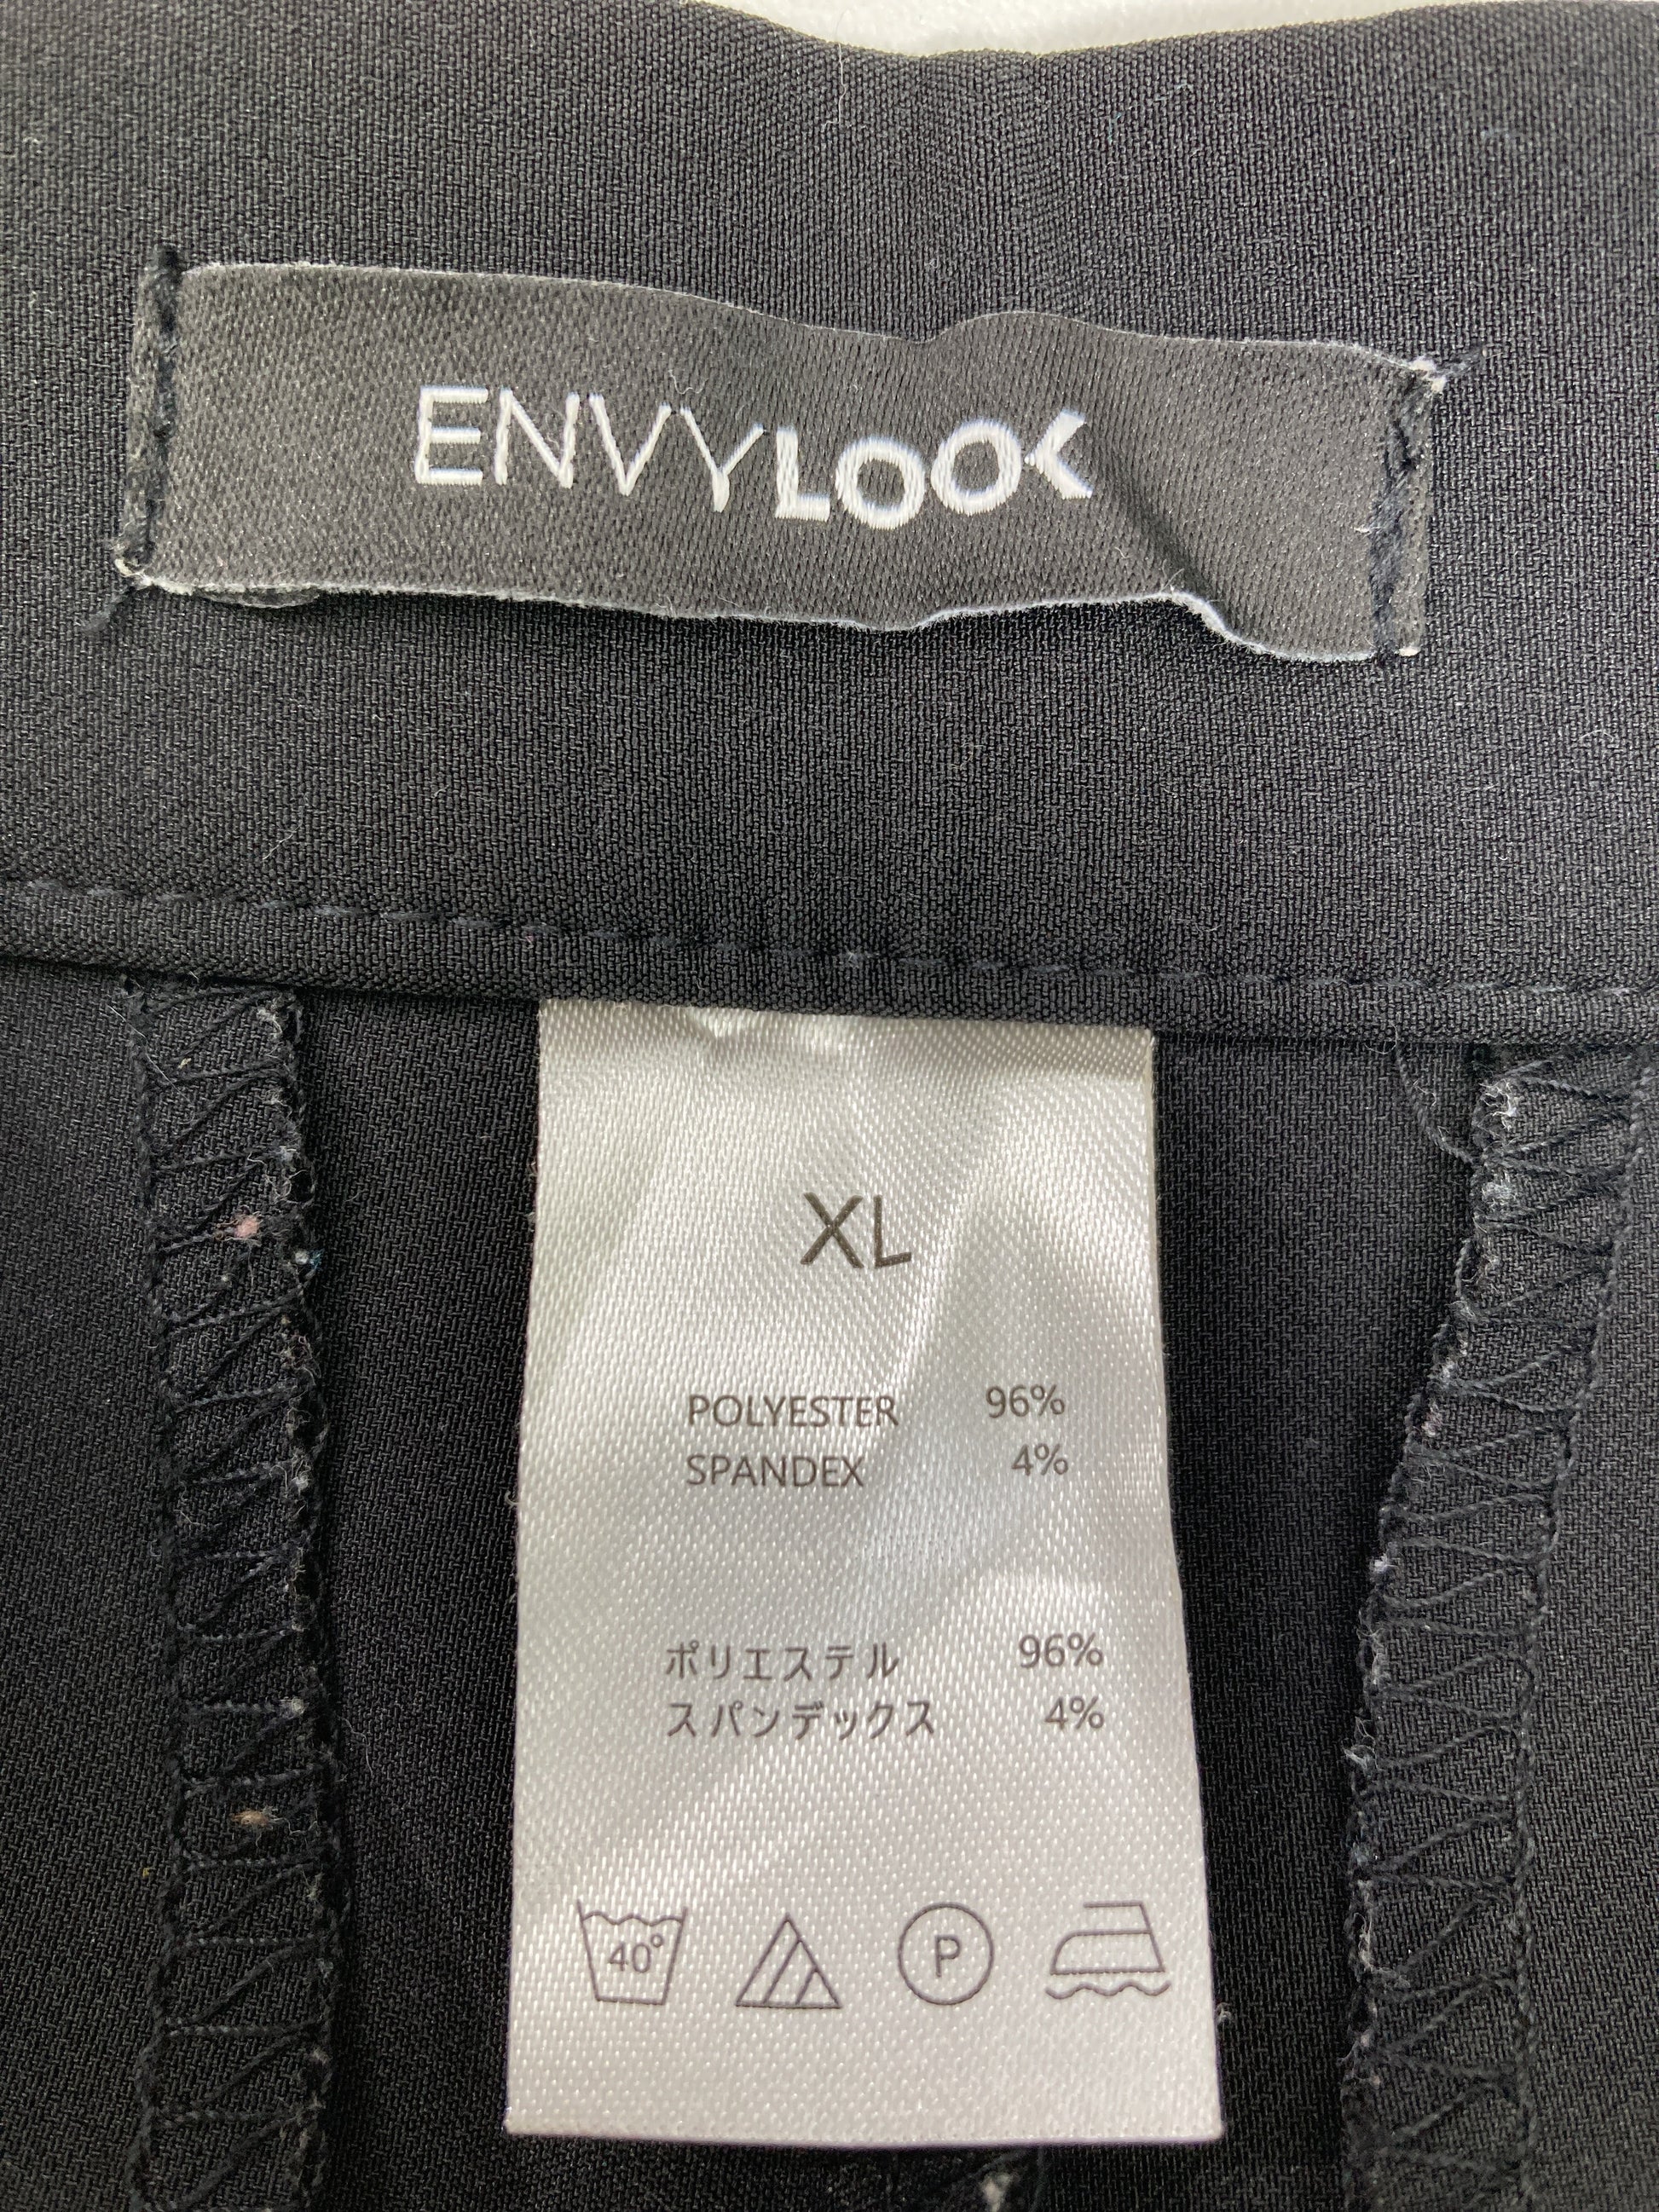 ENVYLOOK
XL
POLYESTER 96%
SPANDEX 4%
ポリエステル 96%
スパンデックス 4%
40° P